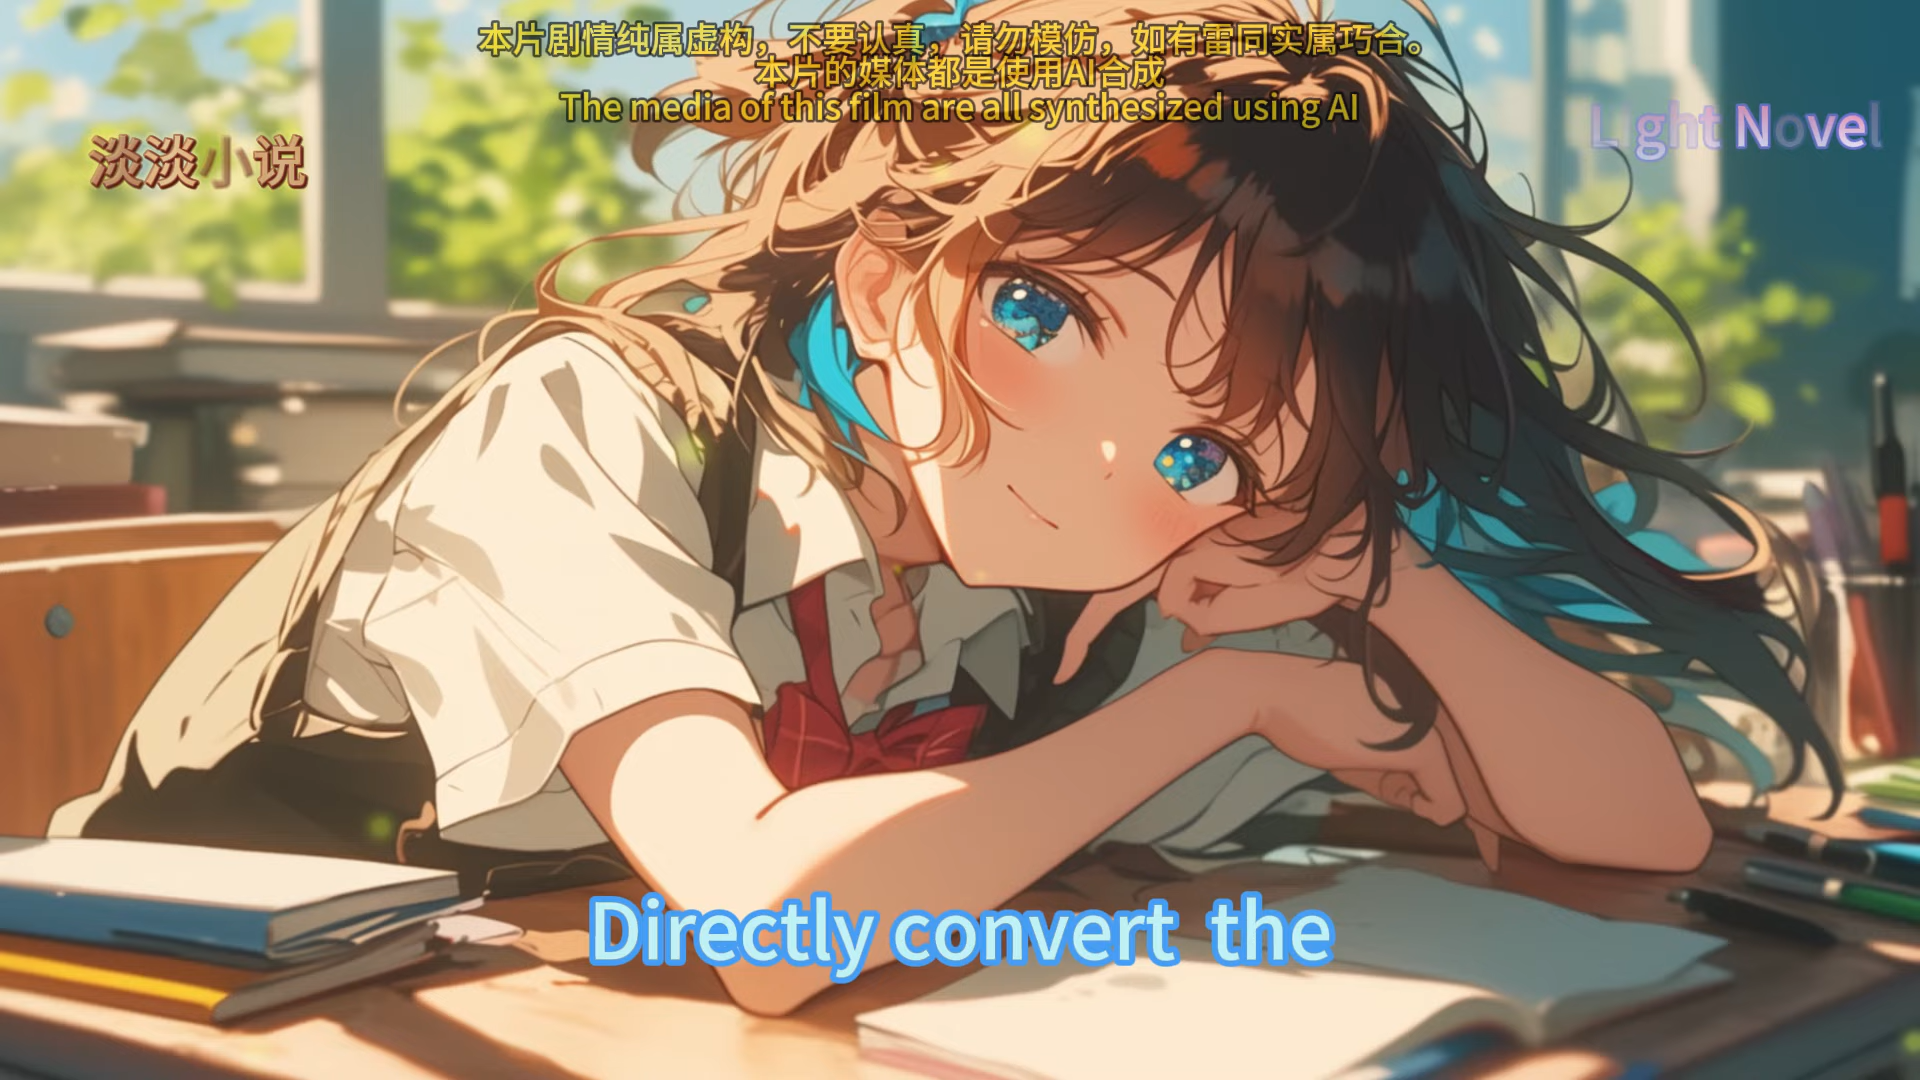 本片剧情纯属虚构，不要认真，请勿模仿，如有雷同实属巧合。
本片的媒体都是使用AI合成
The media of this film are all synthesized using AI
淡淡小说
Light Novel
Directly convert the